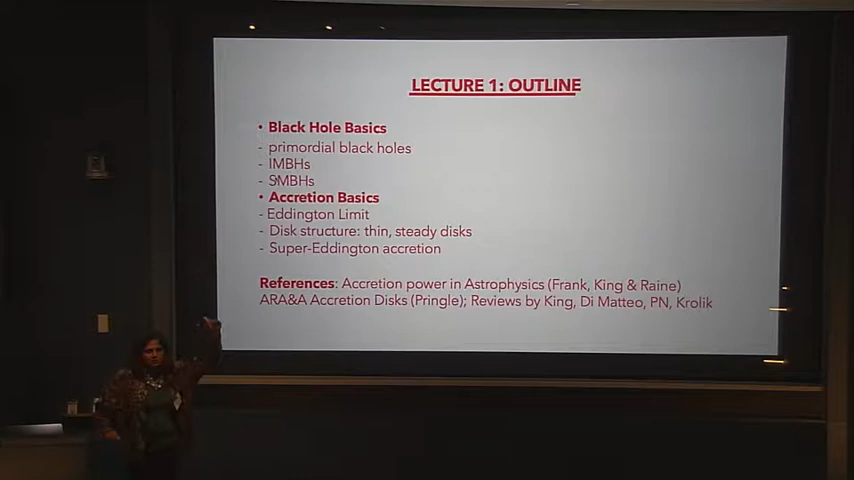 LECTURE 1: OUTLINE
• Black Hole Basics
- primordial black holes
- IMBHs
- SMBHs
• Accretion Basics
- Eddington Limit
- Disk structure: thin, steady disks
- Super-Eddington accretion
References: Accretion power in Astrophysics (Frank, King & Raine)
ARA&A Accretion Disks (Pringle); Reviews by King, Di Matteo, PN, Krolik